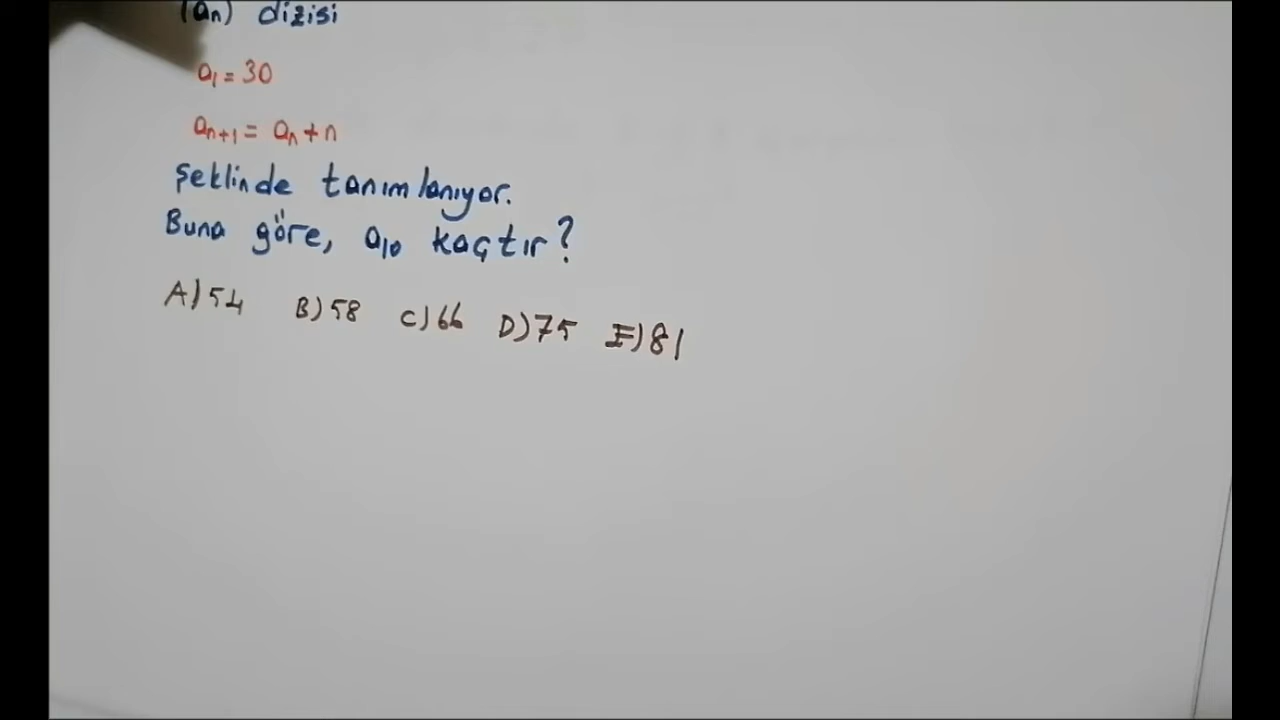 (an) dizisi
a1 = 30
an+1 = an + n
şeklinde tanımlanıyor.
Buna göre, a10 kaçtır?
A) 54 B) 58 C) 66 D) 75 E) 81